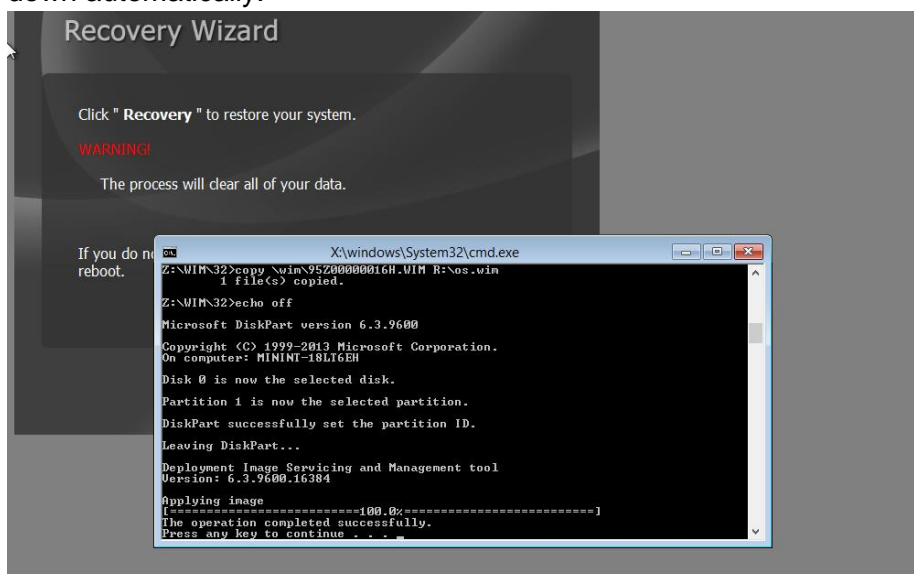 down automatically.
Recovery Wizard
Click " Recovery " to restore your system.
WARNING!
The process will clear all of your data.
If you do no
reboot.
X:\windows\System32\cmd.exe
Z:\WIM\32>copy \wim\95Z00000016H.WIM R:\os.wim
1 file(s) copied.
Z:\WIM\32>echo off
Microsoft DiskPart version 6.3.9600
Copyright (C) 1999-2013 Microsoft Corporation.
On computer: MININT-18LT6EH
Disk 0 is now the selected disk.
Partition 1 is now the selected partition.
DiskPart successfully set the partition ID.
Leaving DiskPart...
Deployment Image Servicing and Management tool
Version: 6.3.9600.16384
Applying image
[==========================100.0%==========================]
The operation completed successfully.
Press any key to continue . . . _